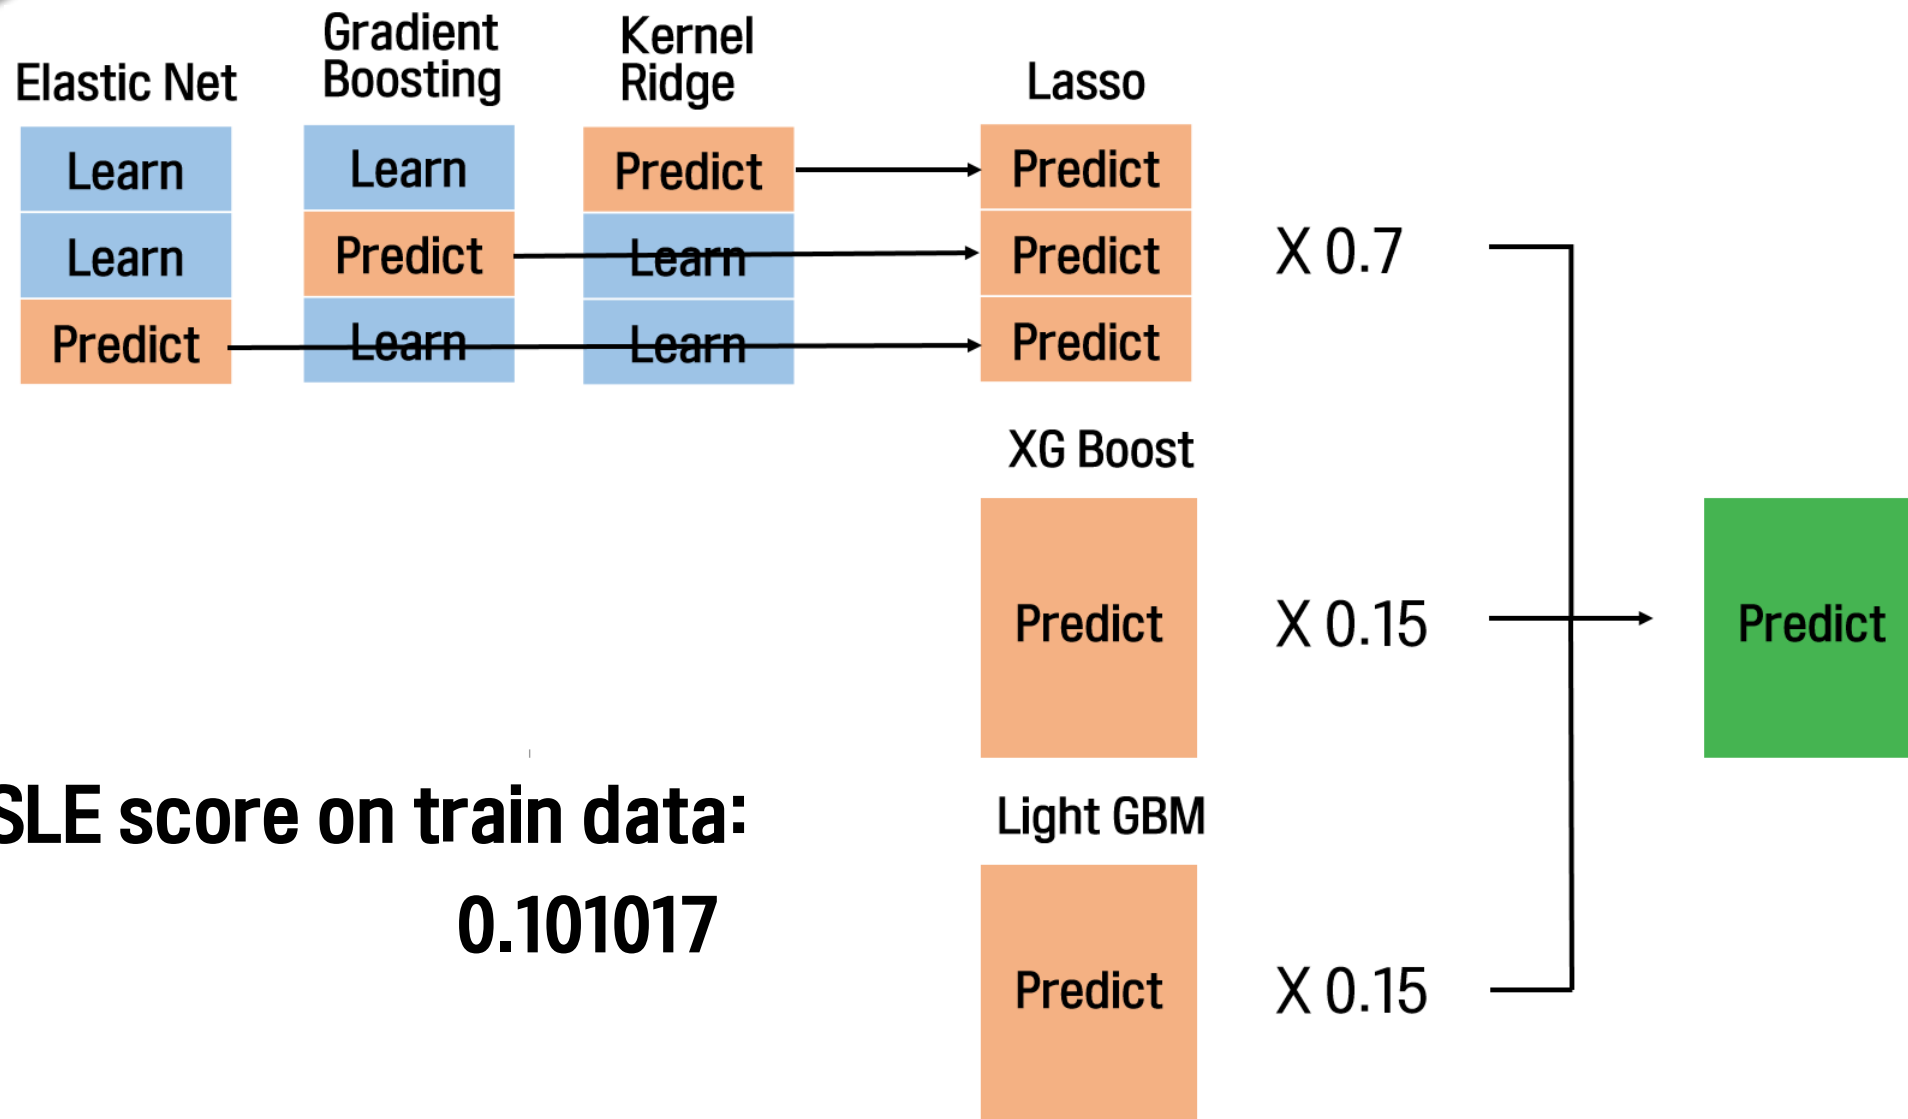 Elastic Net
Gradient
Boosting
Kernel
Ridge
Lasso
Learn
Learn
Predict
Predict
Learn
Predict
Learn
Predict
X 0.7
Predict
Learn
Learn
Predict
XG Boost
Predict
X 0.15
Predict
SLE score on train data:
0.101017
Light GBM
Predict
X 0.15